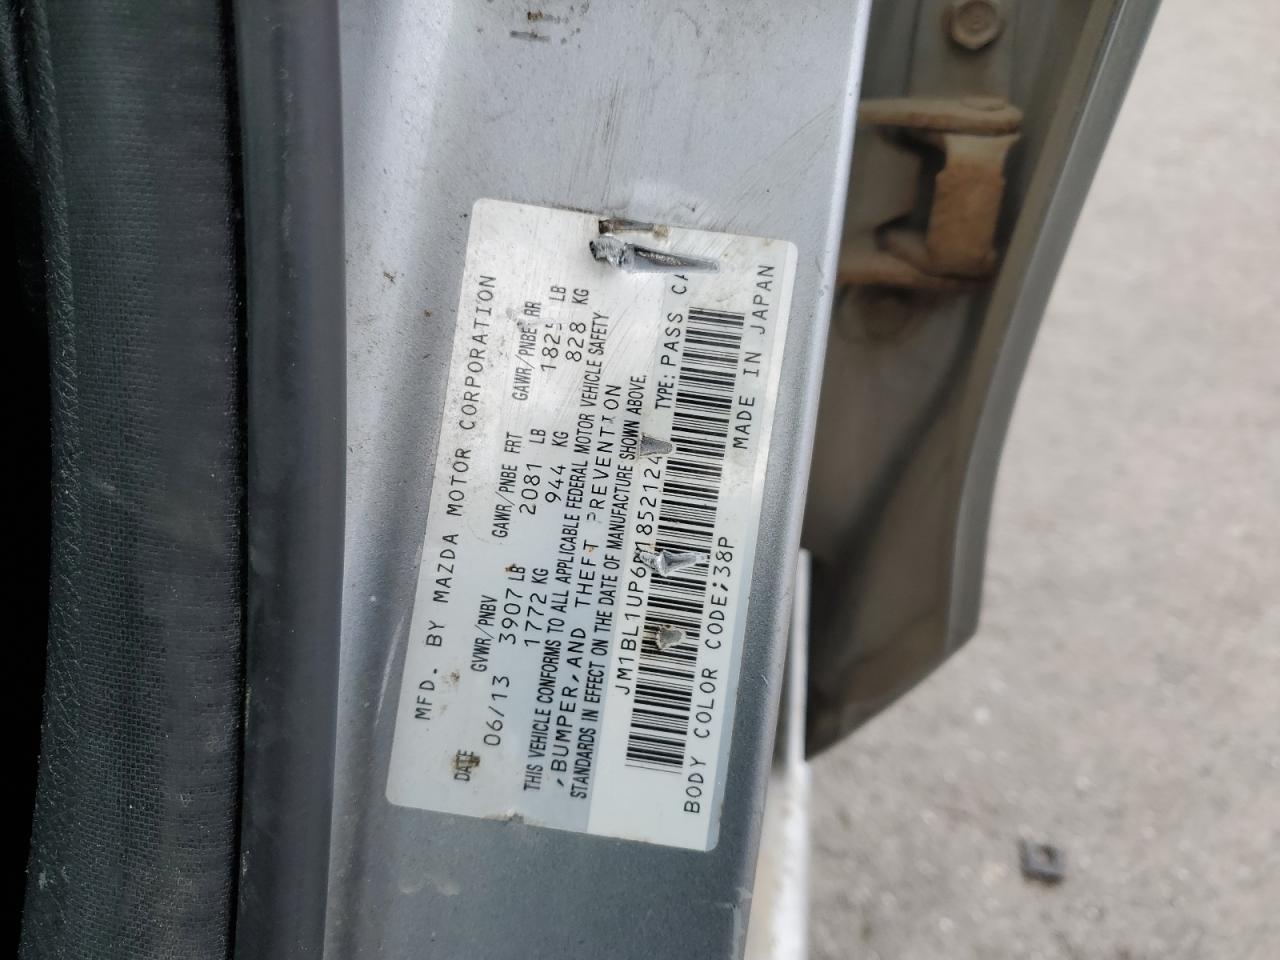 MFD. BY MAZDA MOTOR CORPORATION
DATE GVWR/PNBV GAWR/PNBE FRT GAWR/PNBE RR
06/13 3907 LB 2081 LB LB
1772 KG 944 KG 828 KG
THIS VEHICLE CONFORMS TO ALL APPLICABLE FEDERAL MOTOR VEHICLE SAFETY
,BUMPER, AND THEFT PREVENTION
STANDARDS IN EFFECT ON THE DATE OF MANUFACTURE SHOWN ABOVE.
TYPE: PASS
BODY COLOR CODE;38P MADE IN JAPAN